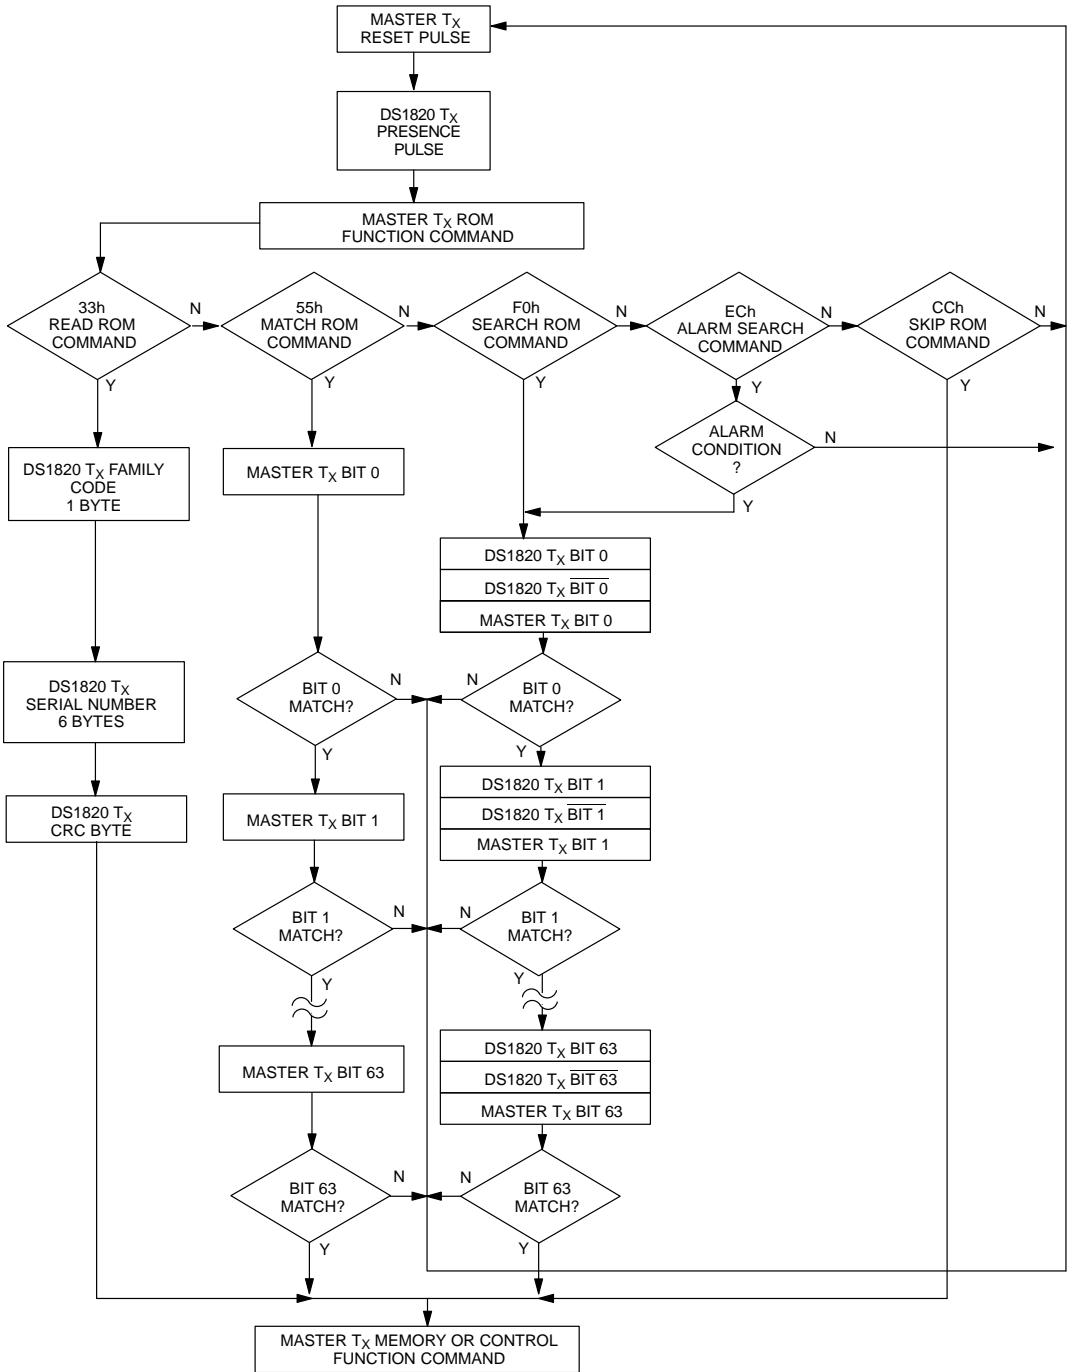 MASTER TX
RESET PULSE
DS1820 TX
PRESENCE
PULSE
MASTER TX ROM
FUNCTION COMMAND
33h
READ ROM
COMMAND
N
Y
55h
MATCH ROM
COMMAND
N
Y
F0h
SEARCH ROM
COMMAND
N
Y
ECh
ALARM SEARCH
COMMAND
N
Y
CCh
SKIP ROM
COMMAND
N
Y
ALARM
CONDITION
?
N
Y
DS1820 TX FAMILY
CODE
1 BYTE
DS1820 TX
SERIAL NUMBER
6 BYTES
DS1820 TX
CRC BYTE
MASTER TX BIT 0
BIT 0
MATCH?
N
Y
MASTER TX BIT 1
BIT 1
MATCH?
N
Y
MASTER TX BIT 63
BIT 63
MATCH?
N
Y
DS1820 TX BIT 0
DS1820 TX BIT 0
MASTER TX BIT 0
BIT 0
MATCH?
N
Y
DS1820 TX BIT 1
DS1820 TX BIT 1
MASTER TX BIT 1
BIT 1
MATCH?
N
Y
DS1820 TX BIT 63
DS1820 TX BIT 63
MASTER TX BIT 63
BIT 63
MATCH?
N
Y
MASTER TX MEMORY OR CONTROL
FUNCTION COMMAND